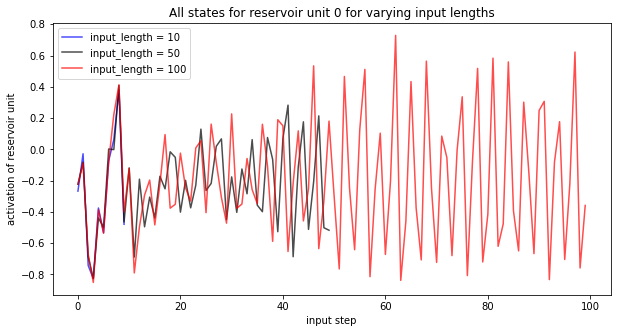 All states for reservoir unit 0 for varying input lengths
input_length = 10
input_length = 50
input_length = 100
activation of reservoir unit
0.8
0.6
0.4
0.2
0.0
−0.2
−0.4
−0.6
−0.8
0 20 40 60 80 100
input step